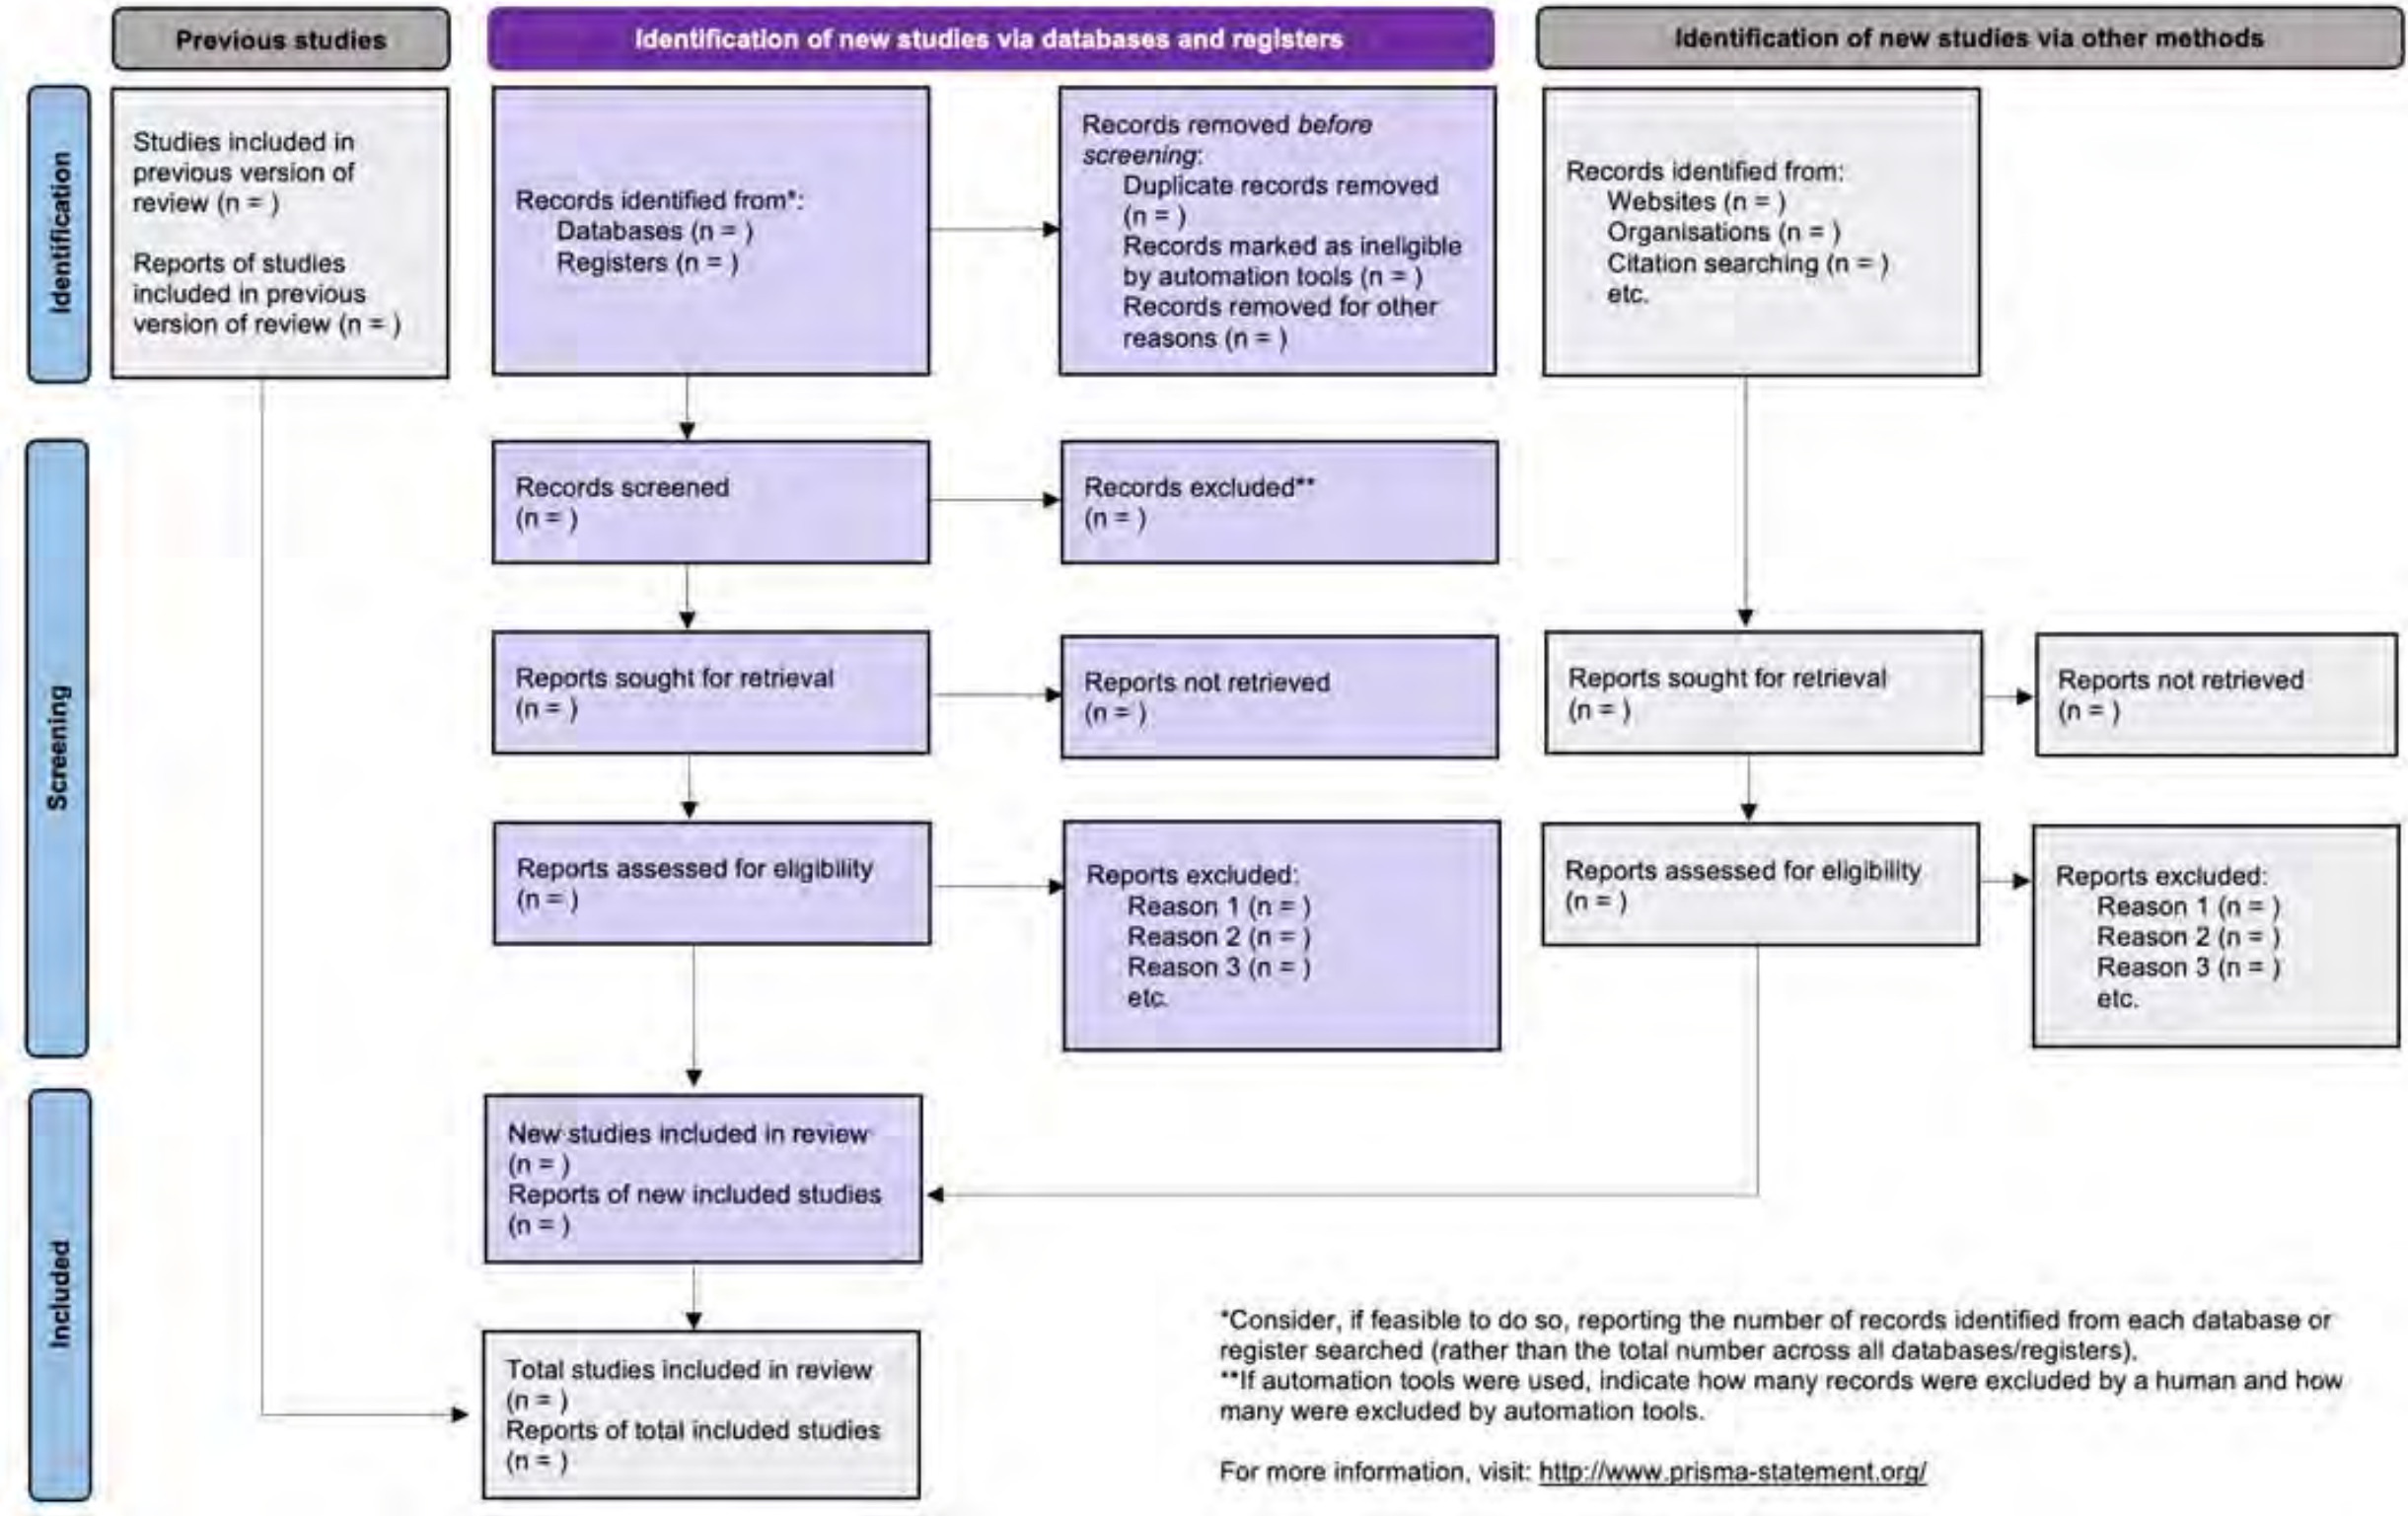 Previous studies
Identification of new studies via databases and registers
Identification of new studies via other methods
Identification
Studies included in
previous version of
review (n = )
Reports of studies
included in previous
version of review (n = )
Records identified from*:
Databases (n = )
Registers (n = )
Records removed before
screening:
Duplicate records removed
(n = )
Records marked as ineligible
by automation tools (n = )
Records removed for other
reasons (n = )
Records identified from:
Websites (n = )
Organisations (n = )
Citation searching (n = )
etc.
Screening
Records screened
(n = )
Records excluded**
(n = )
Reports sought for retrieval
(n = )
Reports not retrieved
(n = )
Reports sought for retrieval
(n = )
Reports not retrieved
(n = )
Reports assessed for eligibility
(n = )
Reports excluded:
Reason 1 (n = )
Reason 2 (n = )
Reason 3 (n = )
etc.
Reports assessed for eligibility
(n = )
Reports excluded:
Reason 1 (n = )
Reason 2 (n = )
Reason 3 (n = )
etc.
Included
New studies included in review
(n = )
Reports of new included studies
(n = )
Total studies included in review
(n = )
Reports of total included studies
(n = )
*Consider, if feasible to do so, reporting the number of records identified from each database or
register searched (rather than the total number across all databases/registers).
**If automation tools were used, indicate how many records were excluded by a human and how
many were excluded by automation tools.
For more information, visit: http://www.prisma-statement.org/